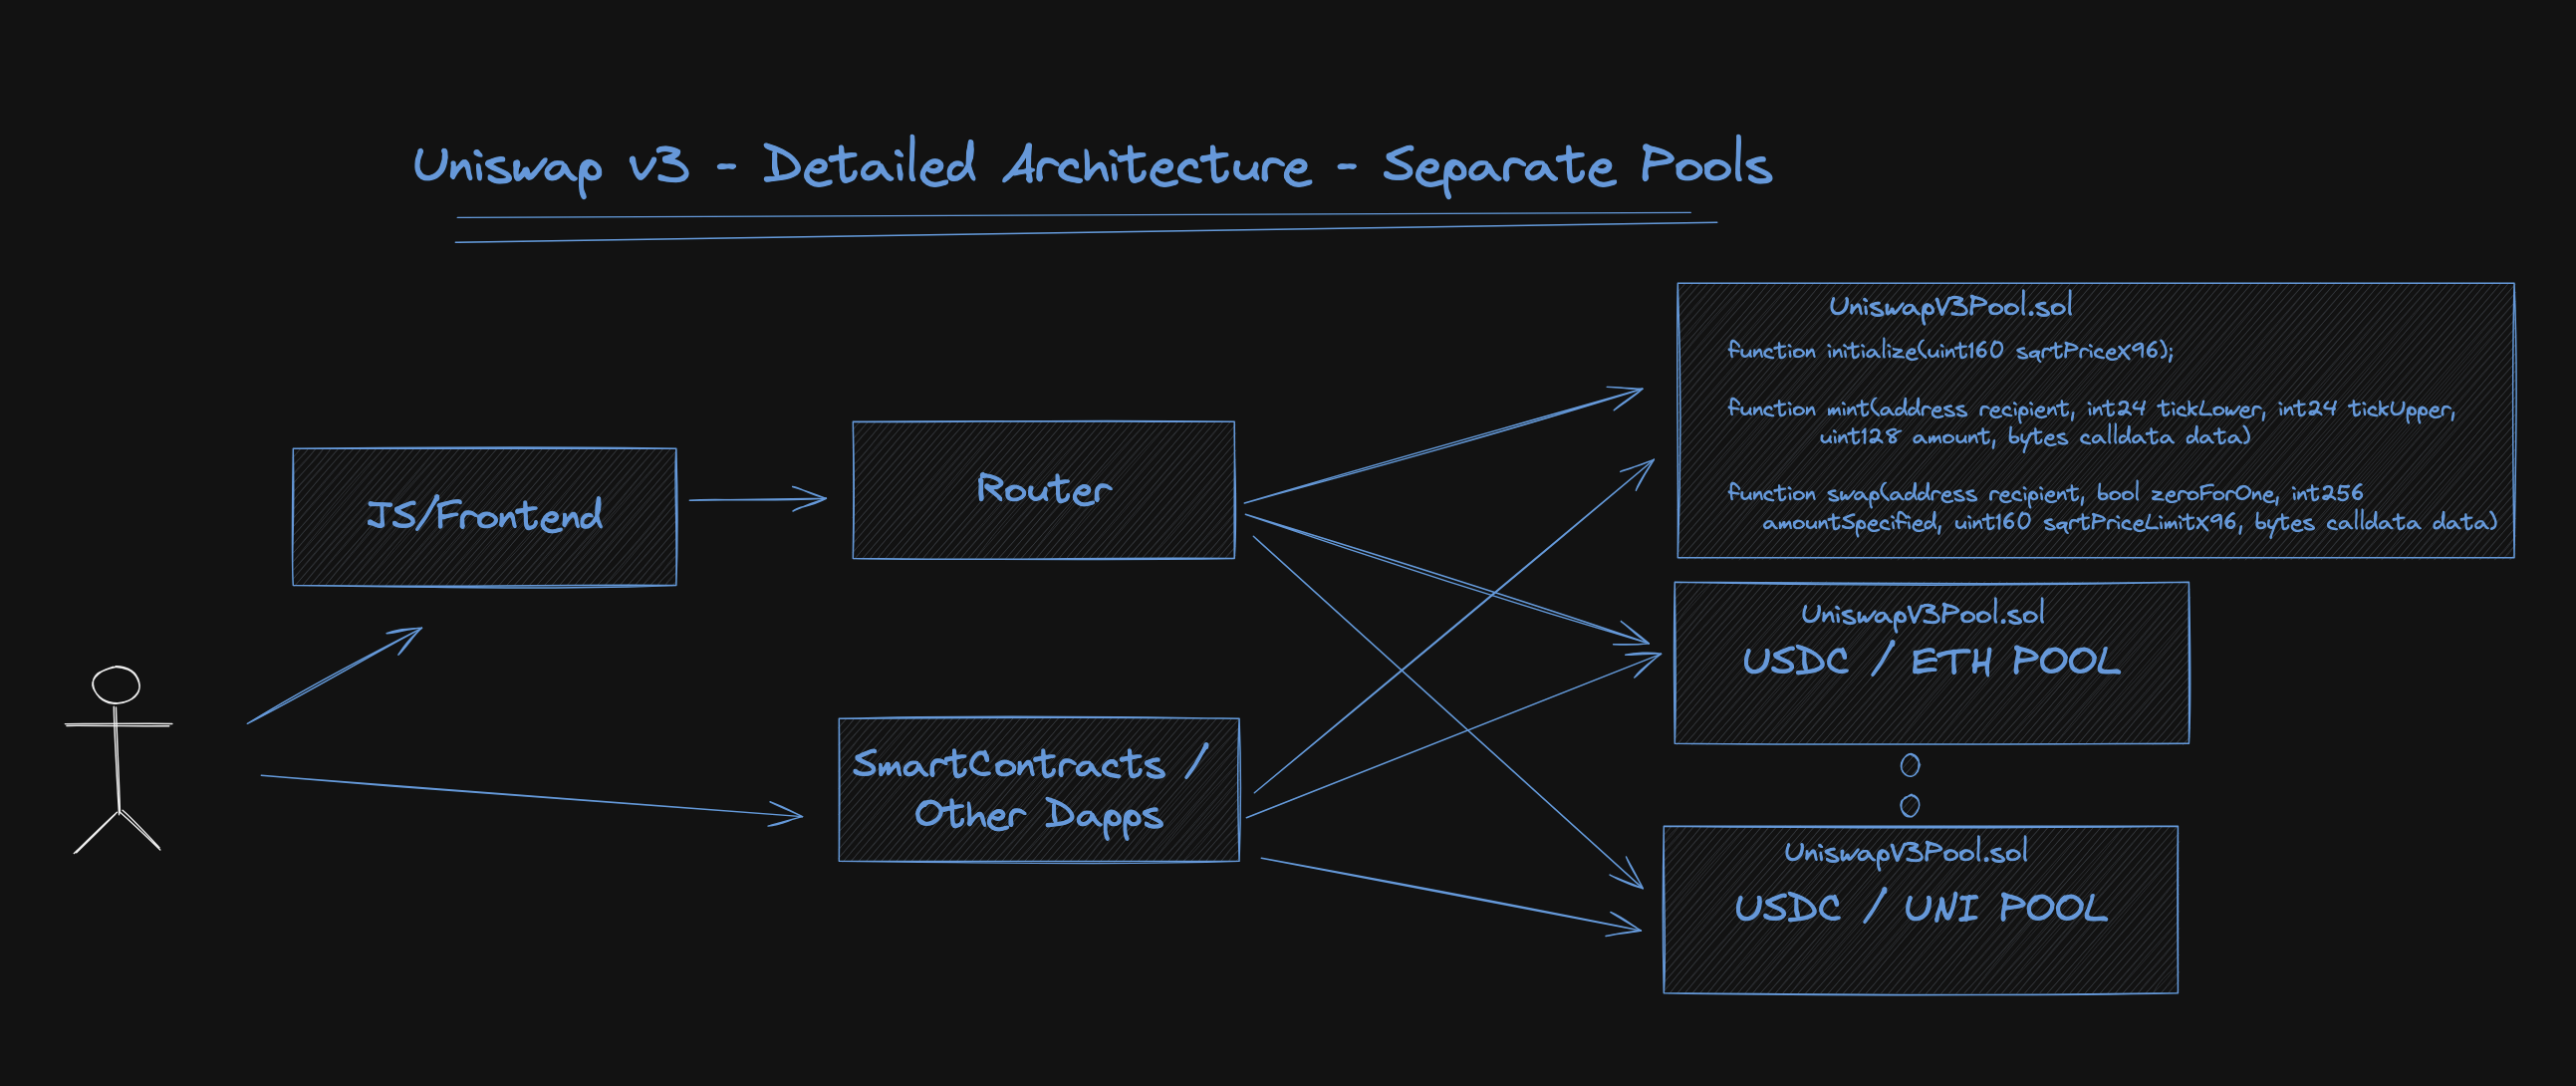 Uniswap v3 - Detailed Architecture - Separate Pools
JS/Frontend
Router
SmartContracts /
Other Dapps
UniswapV3Pool.sol
function initialize(uint160 sqrtPriceX96);
function mint(address recipient, int24 tickLower, int24 tickUpper,
uint128 amount, bytes calldata data)
function swap(address recipient, bool zeroForOne, int256
amountSpecified, uint160 sqrtPriceLimitX96, bytes calldata data)
UniswapV3Pool.sol
USDC / ETH POOL
UniswapV3Pool.sol
USDC / UNI POOL